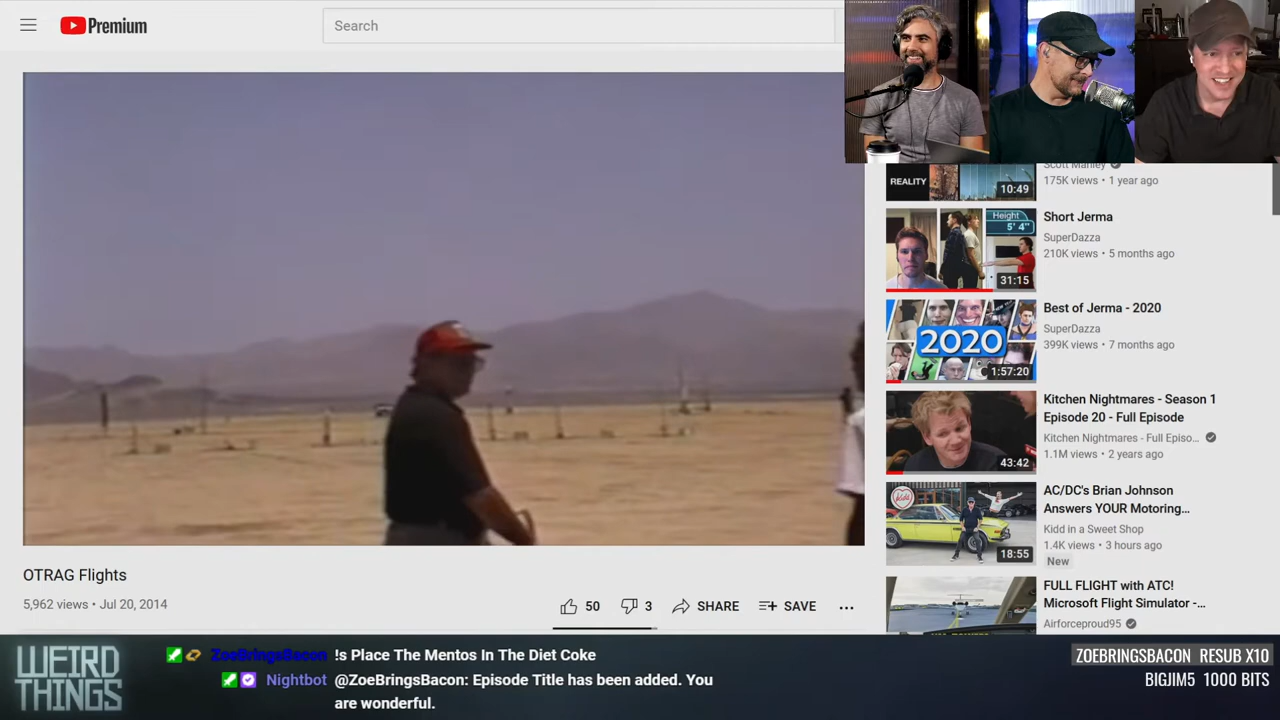 Premium
Search
Scott Manley
175K views • 1 year ago
REALITY
10:49
Height
5' 4"
31:15
Short Jerma
SuperDazza
210K views • 5 months ago
2020
1:57:20
Best of Jerma - 2020
SuperDazza
399K views • 7 months ago
43:42
Kitchen Nightmares - Season 1
Episode 20 - Full Episode
Kitchen Nightmares - Full Episo...
1.1M views • 2 years ago
Kidd
18:55
AC/DC's Brian Johnson
Answers YOUR Motoring...
Kidd in a Sweet Shop
1.4K views • 3 hours ago
New
FULL FLIGHT with ATC!
Microsoft Flight Simulator -...
Airforceproud95
OTRAG Flights
5,962 views • Jul 20, 2014
50
3
SHARE
SAVE
WEIRD
THINGS
ZoeBringsBacon !s Place The Mentos In The Diet Coke
Nightbot @ZoeBringsBacon: Episode Title has been added. You
are wonderful.
ZOEBRINGSBACON RESUB X10
BIGJIM5 1000 BITS